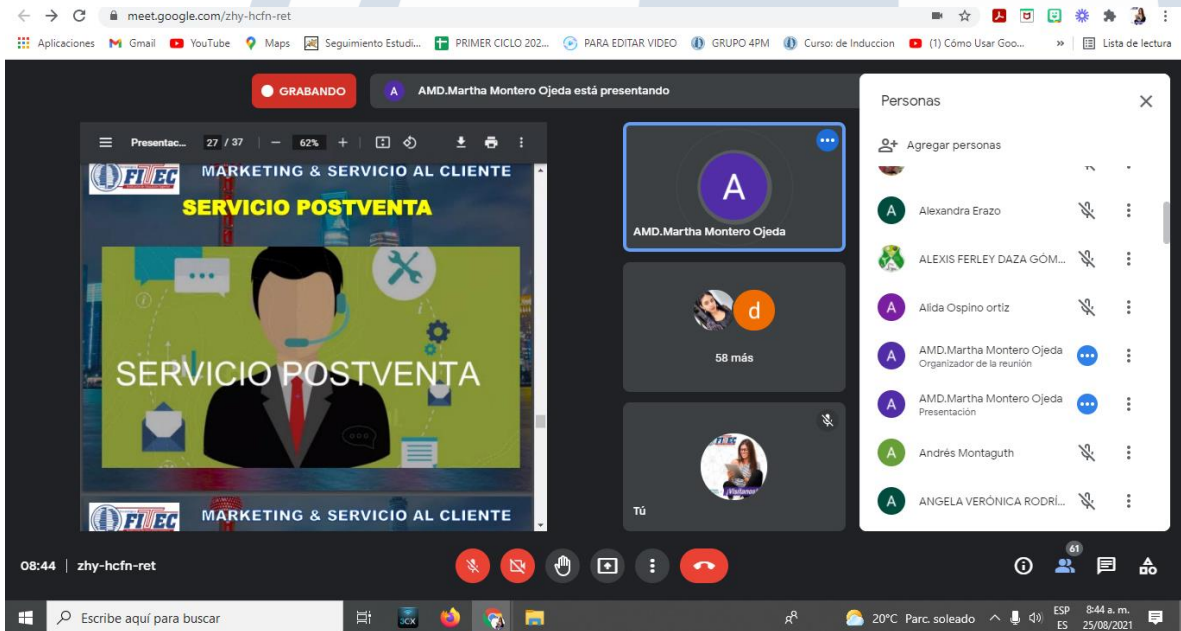 meet.google.com/zhy-hcfn-ret
Aplicaciones
Gmail
YouTube
Maps
Seguimiento Estudi...
PRIMER CICLO 202...
PARA EDITAR VIDEO
GRUPO 4PM
Curso: de Induccion
(1) Cómo Usar Goo...
»
Lista de lectura
GRABANDO
A AMD.Martha Montero Ojeda está presentando
Presentac... 27 / 37 — 62% +
FITEC MARKETING & SERVICIO AL CLIENTE
SERVICIO POSTVENTA
SERVICIO POSTVENTA
FITEC MARKETING & SERVICIO AL CLIENTE
A
AMD.Martha Montero Ojeda
d
58 más
FITEC
¡Visítanos!
Tú
Personas
Agregar personas
A Alexandra Erazo
ALEXIS FERLEY DAZA GÓM...
A Alida Ospino ortiz
A AMD.Martha Montero Ojeda
Organizador de la reunión
A AMD.Martha Montero Ojeda
Presentación
A Andrés Montaguth
A ANGELA VERÓNICA RODRÍ...
08:44 | zhy-hcfn-ret
61
Escribe aquí para buscar
20°C Parc. soleado
ESP
ES
8:44 a. m.
25/08/2021